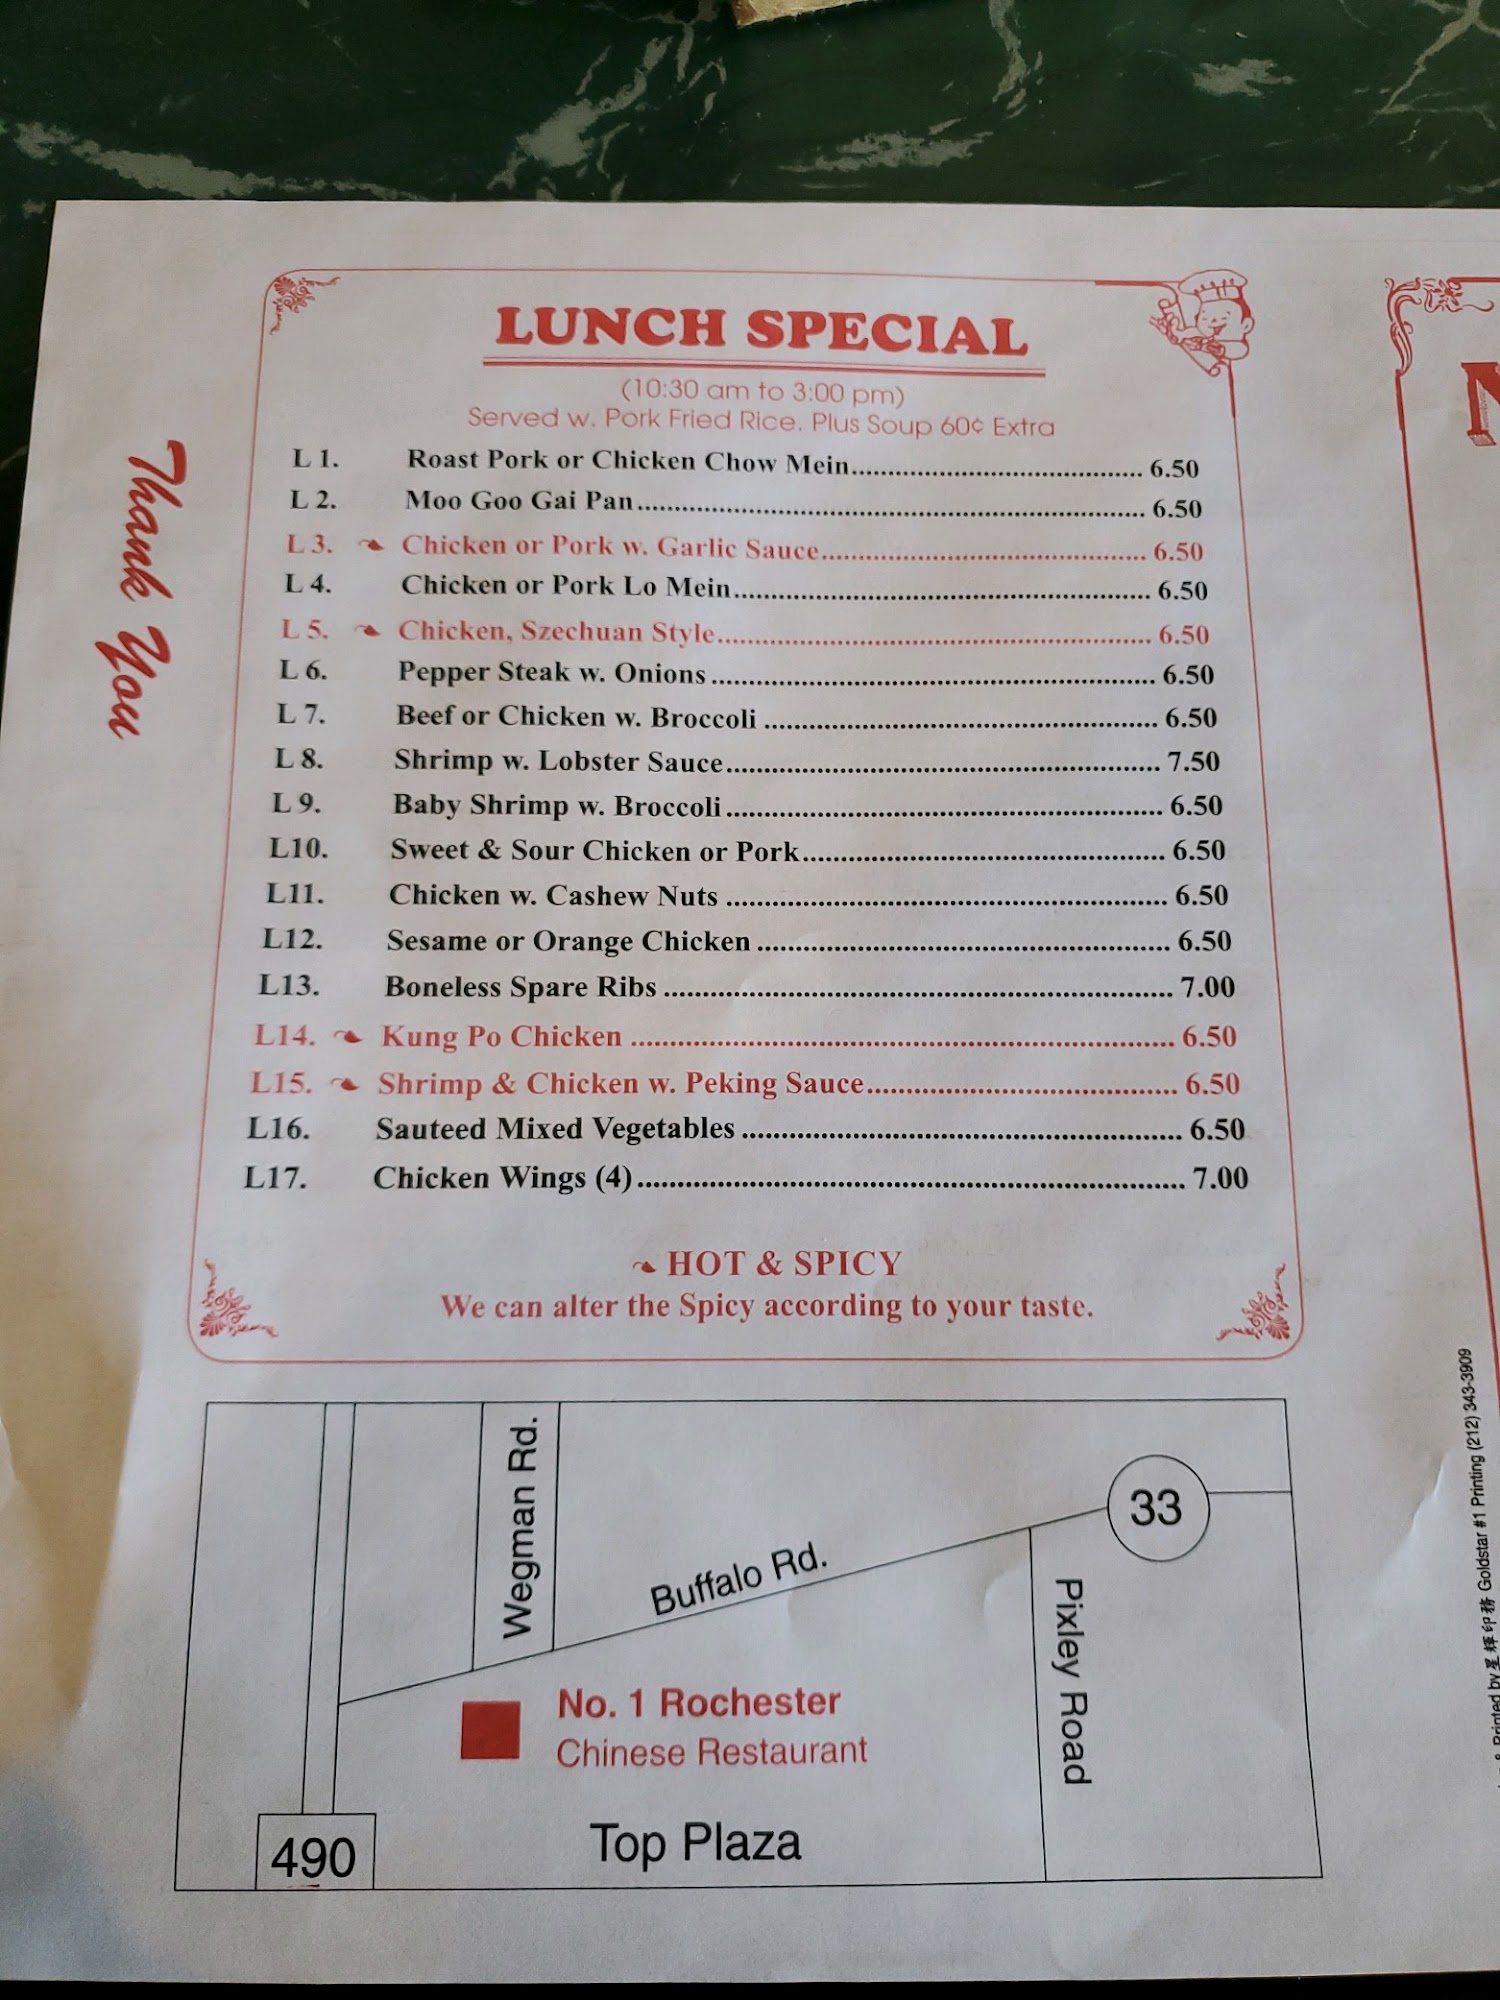 LUNCH SPECIAL
(10:30 am to 3:00 pm)
Served w. Pork Fried Rice. Plus Soup 60¢ Extra
L 1. Roast Pork or Chicken Chow Mein 6.50
L 2. Moo Goo Gai Pan 6.50
L 3. Chicken or Pork w. Garlic Sauce 6.50
L 4. Chicken or Pork Lo Mein 6.50
L 5. Chicken, Szechuan Style 6.50
L 6. Pepper Steak w. Onions 6.50
L 7. Beef or Chicken w. Broccoli 6.50
L 8. Shrimp w. Lobster Sauce 7.50
L 9. Baby Shrimp w. Broccoli 6.50
L10. Sweet & Sour Chicken or Pork 6.50
L11. Chicken w. Cashew Nuts 6.50
L12. Sesame or Orange Chicken 6.50
L13. Boneless Spare Ribs 7.00
L14. Kung Po Chicken 6.50
L15. Shrimp & Chicken w. Peking Sauce 6.50
L16. Sauteed Mixed Vegetables 6.50
L17. Chicken Wings (4) 7.00
HOT & SPICY
We can alter the Spicy according to your taste.
Thank You
Wegman Rd.
Buffalo Rd.
33
Pixley Road
No. 1 Rochester
Chinese Restaurant
Top Plaza
490
& Printed by 星輝印務 Goldstar #1 Printing (212) 343-3909